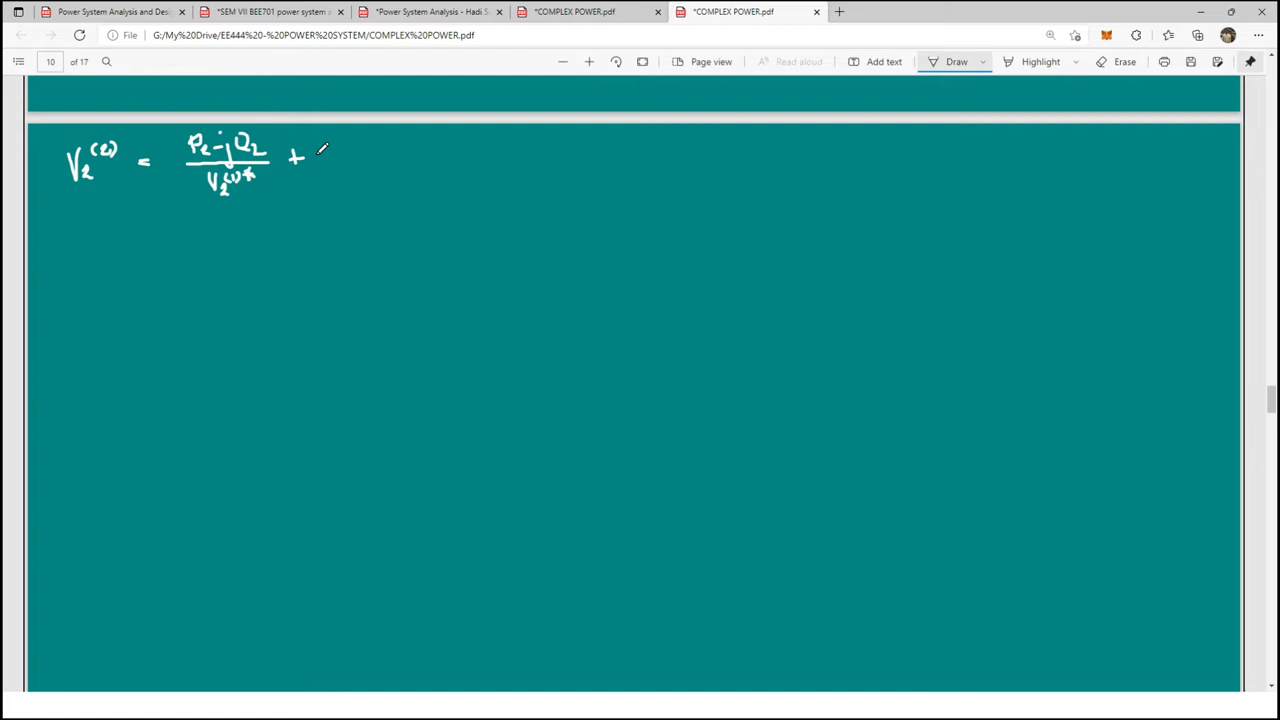 Power System Analysis and Desig
*SEM VII BEE701 power system a
*Power System Analysis - Hadi S
*COMPLEX POWER.pdf
*COMPLEX POWER.pdf
File G:/My%20Drive/EE444%20-%20POWER%20SYSTEM/COMPLEX%20POWER.pdf
10 of 17 Page view Read aloud Add text Draw Highlight Erase
V₂⁽²⁾ = (P₂-jQ₂)/(V₂⁽¹⁾*) +